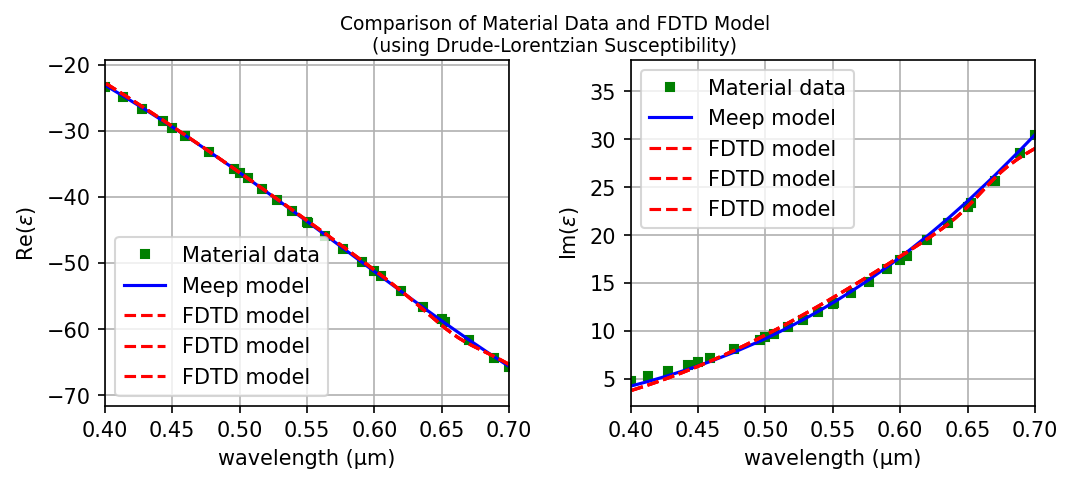 Comparison of Material Data and FDTD Model
(using Drude-Lorentzian Susceptibility)
Re(ε)
−20
−30
−40
−50
−60
−70
Material data
Meep model
FDTD model
FDTD model
FDTD model
0.40 0.45 0.50 0.55 0.60 0.65 0.70
wavelength (μm)
Im(ε)
35
30
25
20
15
10
5
Material data
Meep model
FDTD model
FDTD model
FDTD model
0.40 0.45 0.50 0.55 0.60 0.65 0.70
wavelength (μm)